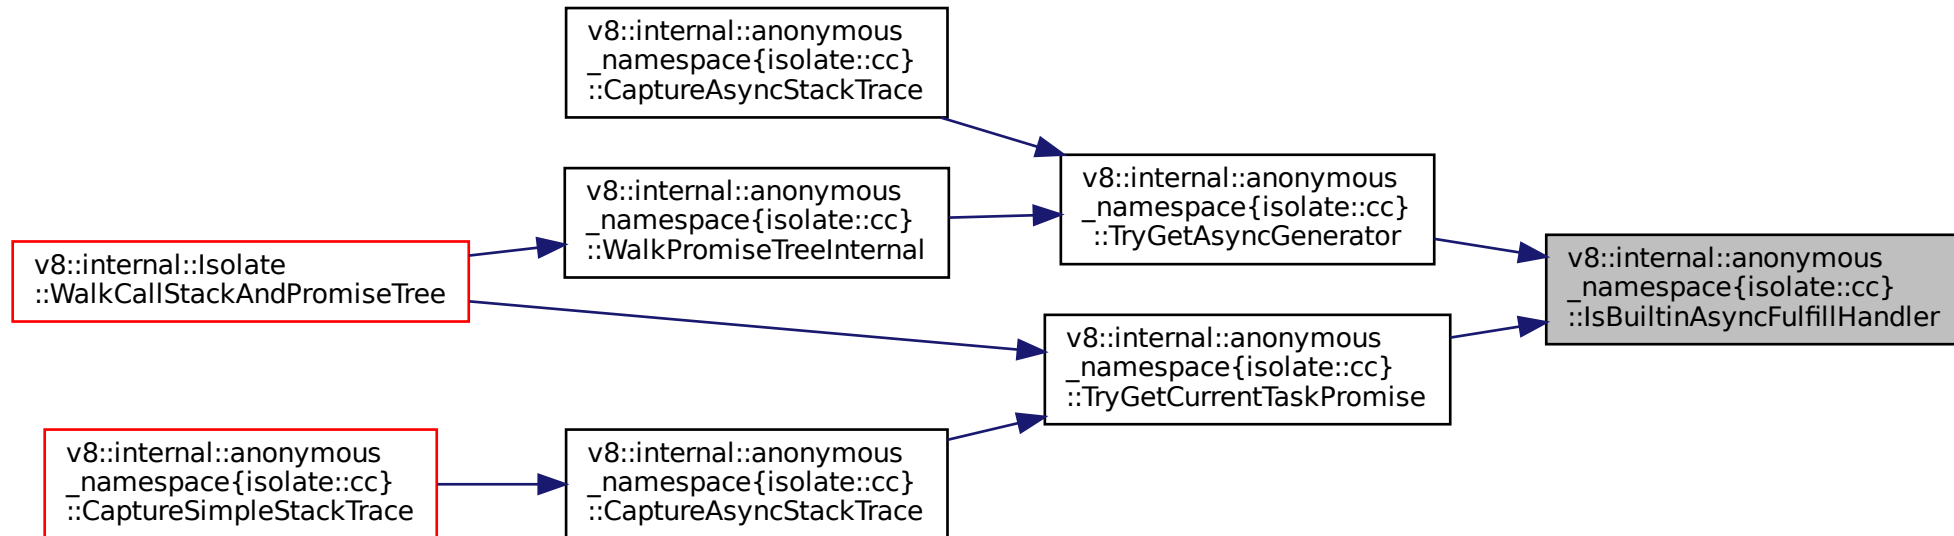 v8::internal::anonymous
_namespace{isolate::cc}
::CaptureAsyncStackTrace
v8::internal::anonymous
_namespace{isolate::cc}
::WalkPromiseTreeInternal
v8::internal::Isolate
::WalkCallStackAndPromiseTree
v8::internal::anonymous
_namespace{isolate::cc}
::TryGetAsyncGenerator
v8::internal::anonymous
_namespace{isolate::cc}
::IsBuiltinAsyncFulfillHandler
v8::internal::anonymous
_namespace{isolate::cc}
::TryGetCurrentTaskPromise
v8::internal::anonymous
_namespace{isolate::cc}
::CaptureSimpleStackTrace
v8::internal::anonymous
_namespace{isolate::cc}
::CaptureAsyncStackTrace